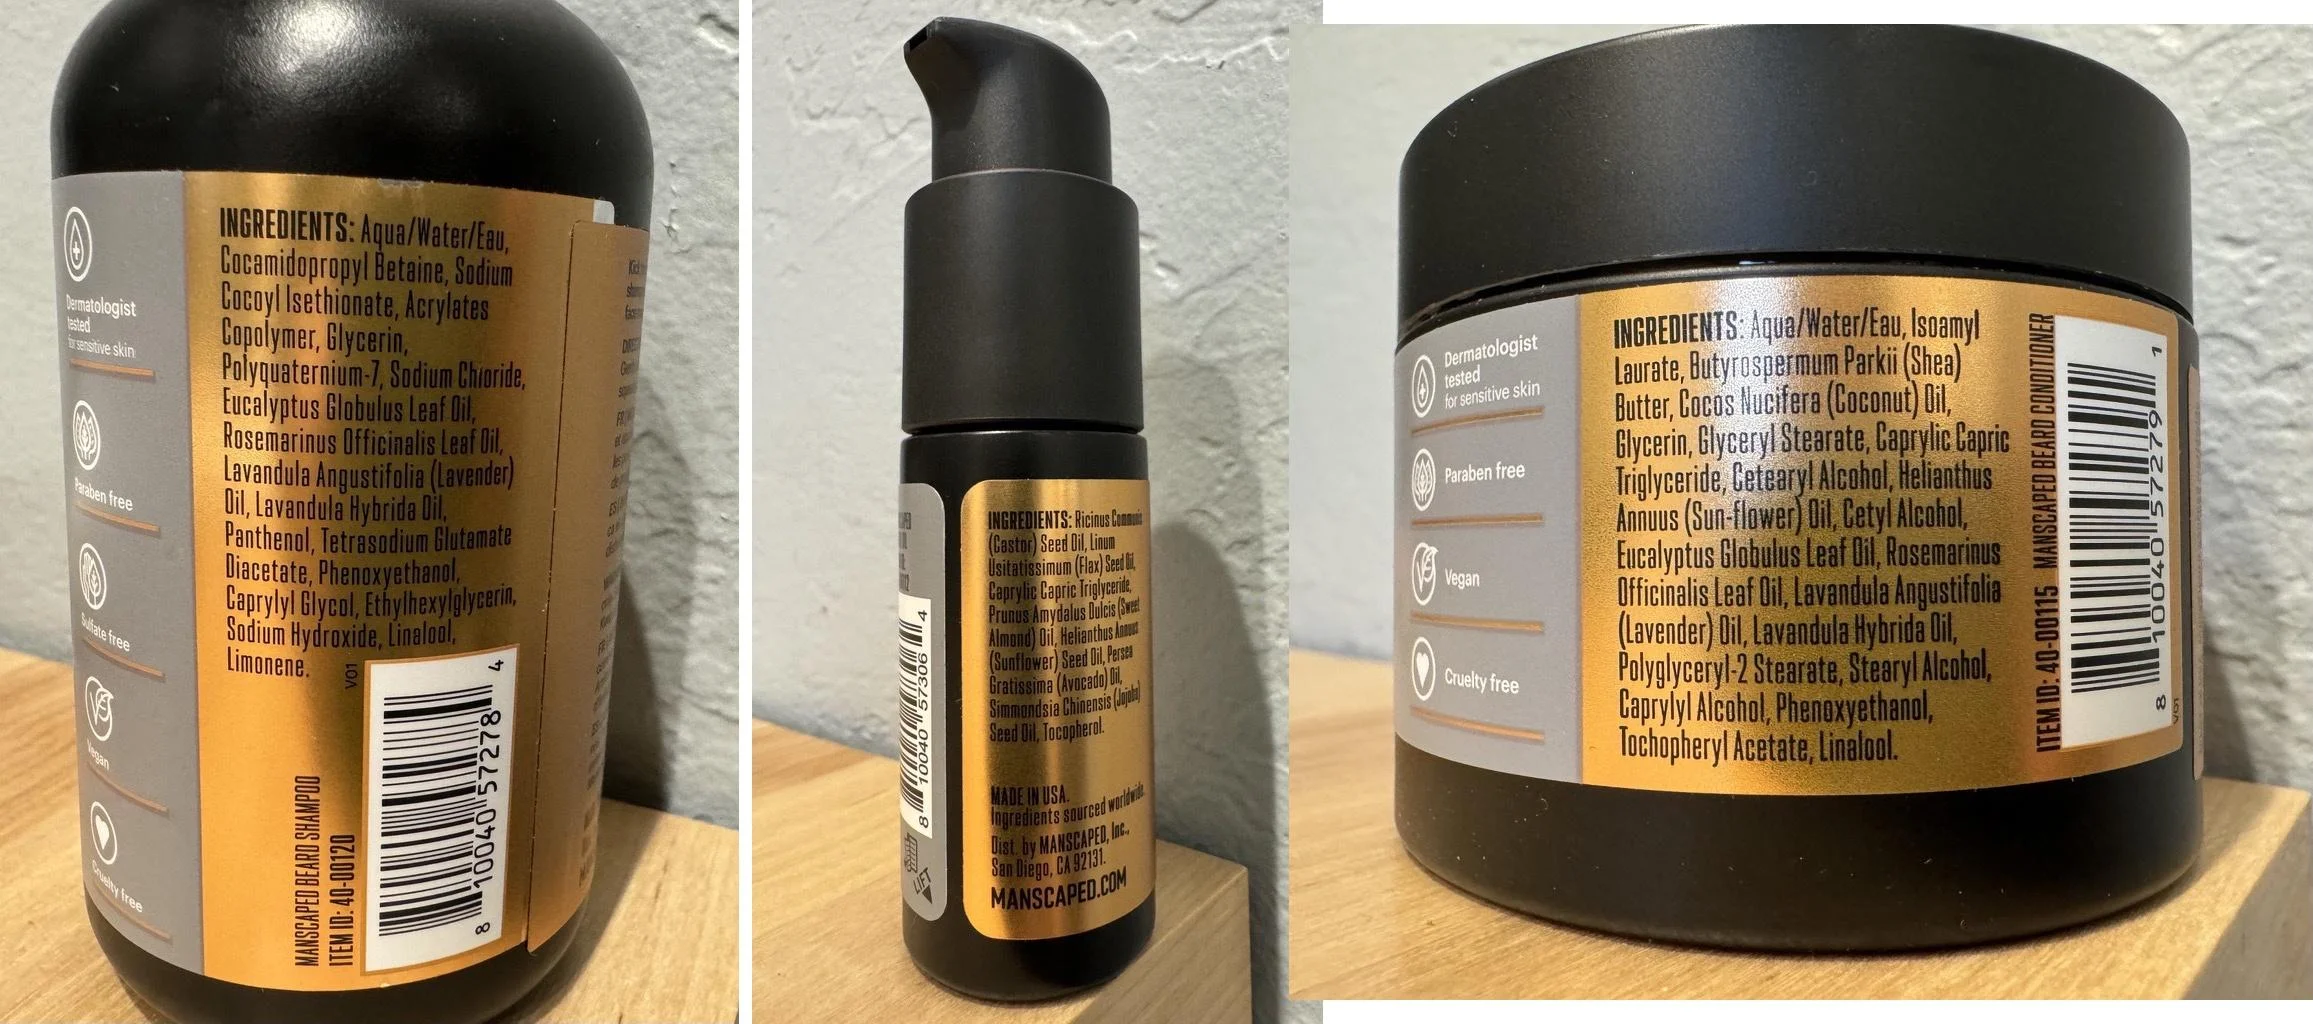 Dermatologist
tested
for sensitive skin
Paraben free
Sulfate free
Vegan
Cruelty free
INGREDIENTS: Aqua/Water/Eau,
Cocamidopropyl Betaine, Sodium
Cocoyl Isethionate, Acrylates
Copolymer, Glycerin,
Polyquaternium-7, Sodium Chloride,
Eucalyptus Globulus Leaf Oil,
Rosemarinus Officinalis Leaf Oil,
Lavandula Angustifolia (Lavender)
Oil, Lavandula Hybrida Oil,
Panthenol, Tetrasodium Glutamate
Diacetate, Phenoxyethanol,
Caprylyl Glycol, Ethylhexylglycerin,
Sodium Hydroxide, Linalool,
Limonene.
V01
MANSCAPED BEARD SHAMPOO
ITEM ID: 40-00120
8 10040 57278 4
INGREDIENTS: Ricinus Communis
(Castor) Seed Oil, Linum
Usitatissimum (Flax) Seed Oil,
Caprylic Capric Triglyceride,
Prunus Amydalus Dulcis (Sweet
Almond) Oil, Helianthus Annuus
(Sunflower) Seed Oil, Persea
Gratissima (Avocado) Oil,
Simmondsia Chinensis (Jojoba)
Seed Oil, Tocopherol.
MADE IN USA.
Ingredients sourced worldwide.
Dist. by MANSCAPED, Inc.,
San Diego, CA 92131.
MANSCAPED.COM
8 10040 57306 4
LIFT
Dermatologist
tested
for sensitive skin
Paraben free
Vegan
Cruelty free
INGREDIENTS: Aqua/Water/Eau, Isoamyl
Laurate, Butyrospermum Parkii (Shea)
Butter, Cocos Nucifera (Coconut) Oil,
Glycerin, Glyceryl Stearate, Caprylic Capric
Triglyceride, Cetearyl Alcohol, Helianthus
Annuus (Sun-flower) Oil, Cetyl Alcohol,
Eucalyptus Globulus Leaf Oil, Rosemarinus
Officinalis Leaf Oil, Lavandula Angustifolia
(Lavender) Oil, Lavandula Hybrida Oil,
Polyglyceryl-2 Stearate, Stearyl Alcohol,
Caprylyl Alcohol, Phenoxyethanol,
Tochopheryl Acetate, Linalool.
ITEM ID: 40-00115 MANSCAPED BEARD CONDITIONER
8 10040 57279 1
V01